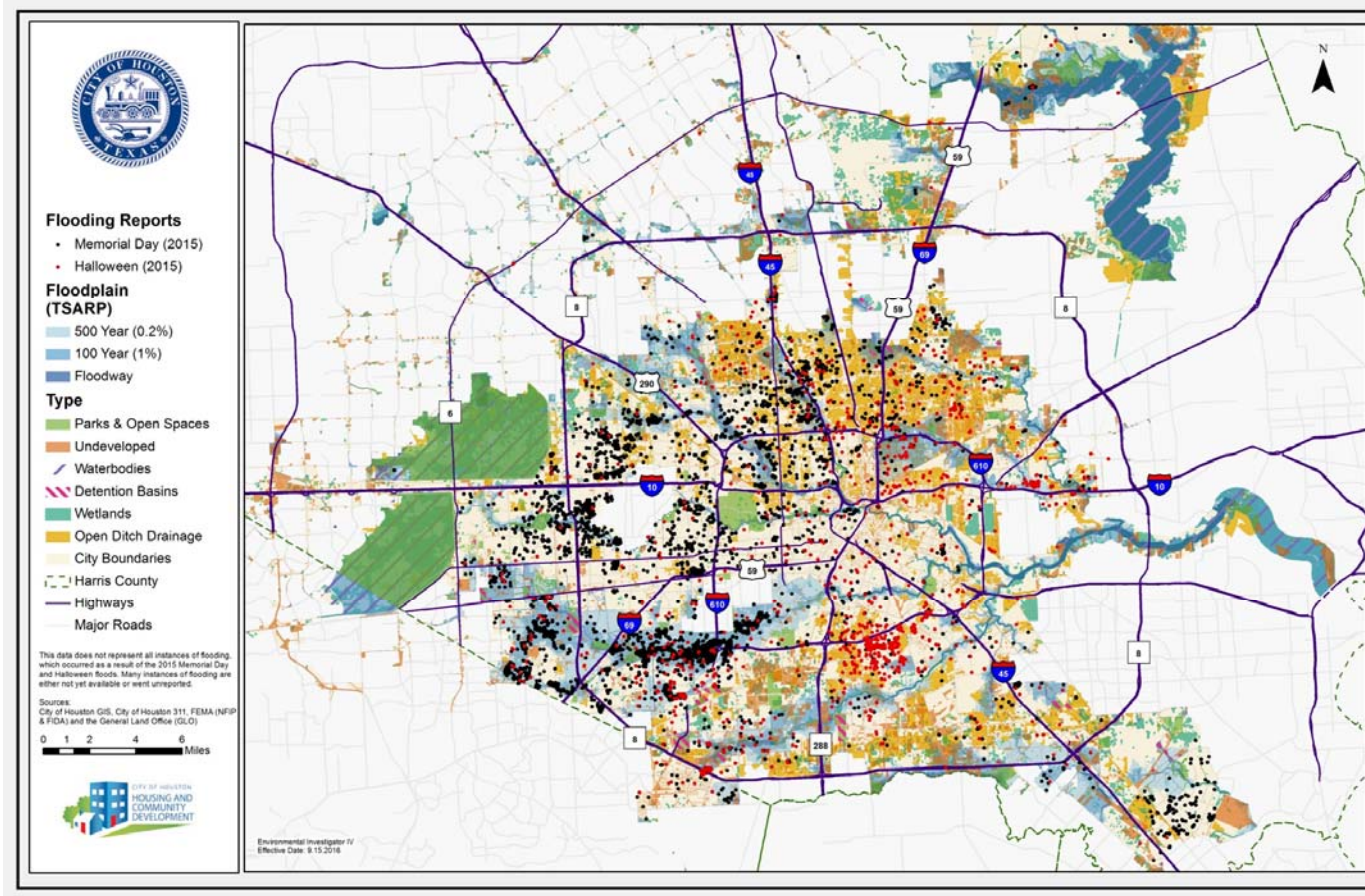 CITY OF HOUSTON
TEXAS
Flooding Reports
Memorial Day (2015)
Halloween (2015)
Floodplain
(TSARP)
500 Year (0.2%)
100 Year (1%)
Floodway
Type
Parks & Open Spaces
Undeveloped
Waterbodies
Detention Basins
Wetlands
Open Ditch Drainage
City Boundaries
Harris County
Highways
Major Roads
This data does not represent all instances of flooding,
which occurred as a result of the 2015 Memorial Day
and Halloween floods. Many instances of flooding are
either not yet available or went unreported.
Sources:
City of Houston GIS, City of Houston 311, FEMA (NFIP
& FIDA) and the General Land Office (GLO)
0 1 2 4 6
Miles
CITY OF HOUSTON
HOUSING AND
COMMUNITY
DEVELOPMENT
N
59
45
69
45
8
59
8
290
6
610
10
10
59
610
69
45
8
8
288
Environmental Investigator IV
Effective Date: 9.15.2016